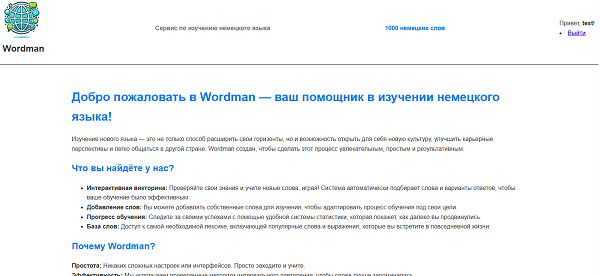 Wordman
Сервис по изучению немецкого языка
1000 немецких слов
Привет, test!
Выйти
Добро пожаловать в Wordman — ваш помощник в изучении немецкого
языка!
Изучение нового языка — это не только способ расширить свои горизонты, но и возможность открыть для себя новую культуру, улучшить карьерные
перспективы и легко общаться в другой стране. Wordman создан, чтобы сделать этот процесс увлекательным, простым и результативным.
Что вы найдёте у нас?
Интерактивная викторина: Проверяйте свои знания и учите новые слова, играя! Система автоматически подбирает слова и варианты ответов, чтобы
ваше обучение было эффективным.
Добавление слов: Вы можете добавлять собственные слова для изучения, чтобы адаптировать процесс обучения под свои цели.
Прогресс обучения: Следите за своими успехами с помощью удобной системы статистики, которая покажет, как далеко вы продвинулись.
База слов: Доступ к самой необходимой лексике, включающей популярные слова и выражения, которые вы встретите в повседневной жизни.
Почему Wordman?
Простота: Никаких сложных настроек или интерфейсов. Просто заходите и учите.
Эффективность: Мы используем проверенные методики интервального повторения, чтобы слова лучше запоминались.